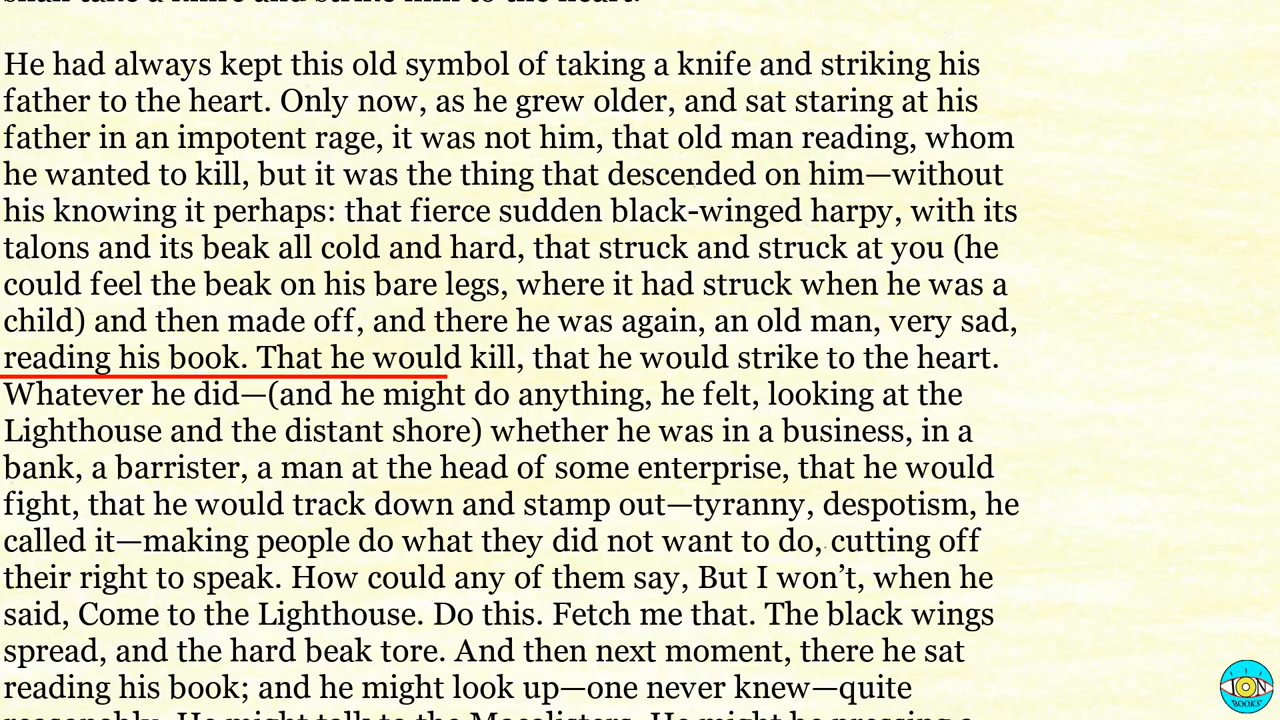 He had always kept this old symbol of taking a knife and striking his
father to the heart. Only now, as he grew older, and sat staring at his
father in an impotent rage, it was not him, that old man reading, whom
he wanted to kill, but it was the thing that descended on him—without
his knowing it perhaps: that fierce sudden black-winged harpy, with its
talons and its beak all cold and hard, that struck and struck at you (he
could feel the beak on his bare legs, where it had struck when he was a
child) and then made off, and there he was again, an old man, very sad,
reading his book. That he would kill, that he would strike to the heart.
Whatever he did—(and he might do anything, he felt, looking at the
Lighthouse and the distant shore) whether he was in a business, in a
bank, a barrister, a man at the head of some enterprise, that he would
fight, that he would track down and stamp out—tyranny, despotism, he
called it—making people do what they did not want to do, cutting off
their right to speak. How could any of them say, But I won’t, when he
said, Come to the Lighthouse. Do this. Fetch me that. The black wings
spread, and the hard beak tore. And then next moment, there he sat
reading his book; and he might look up—one never knew—quite
ION
BOOKS